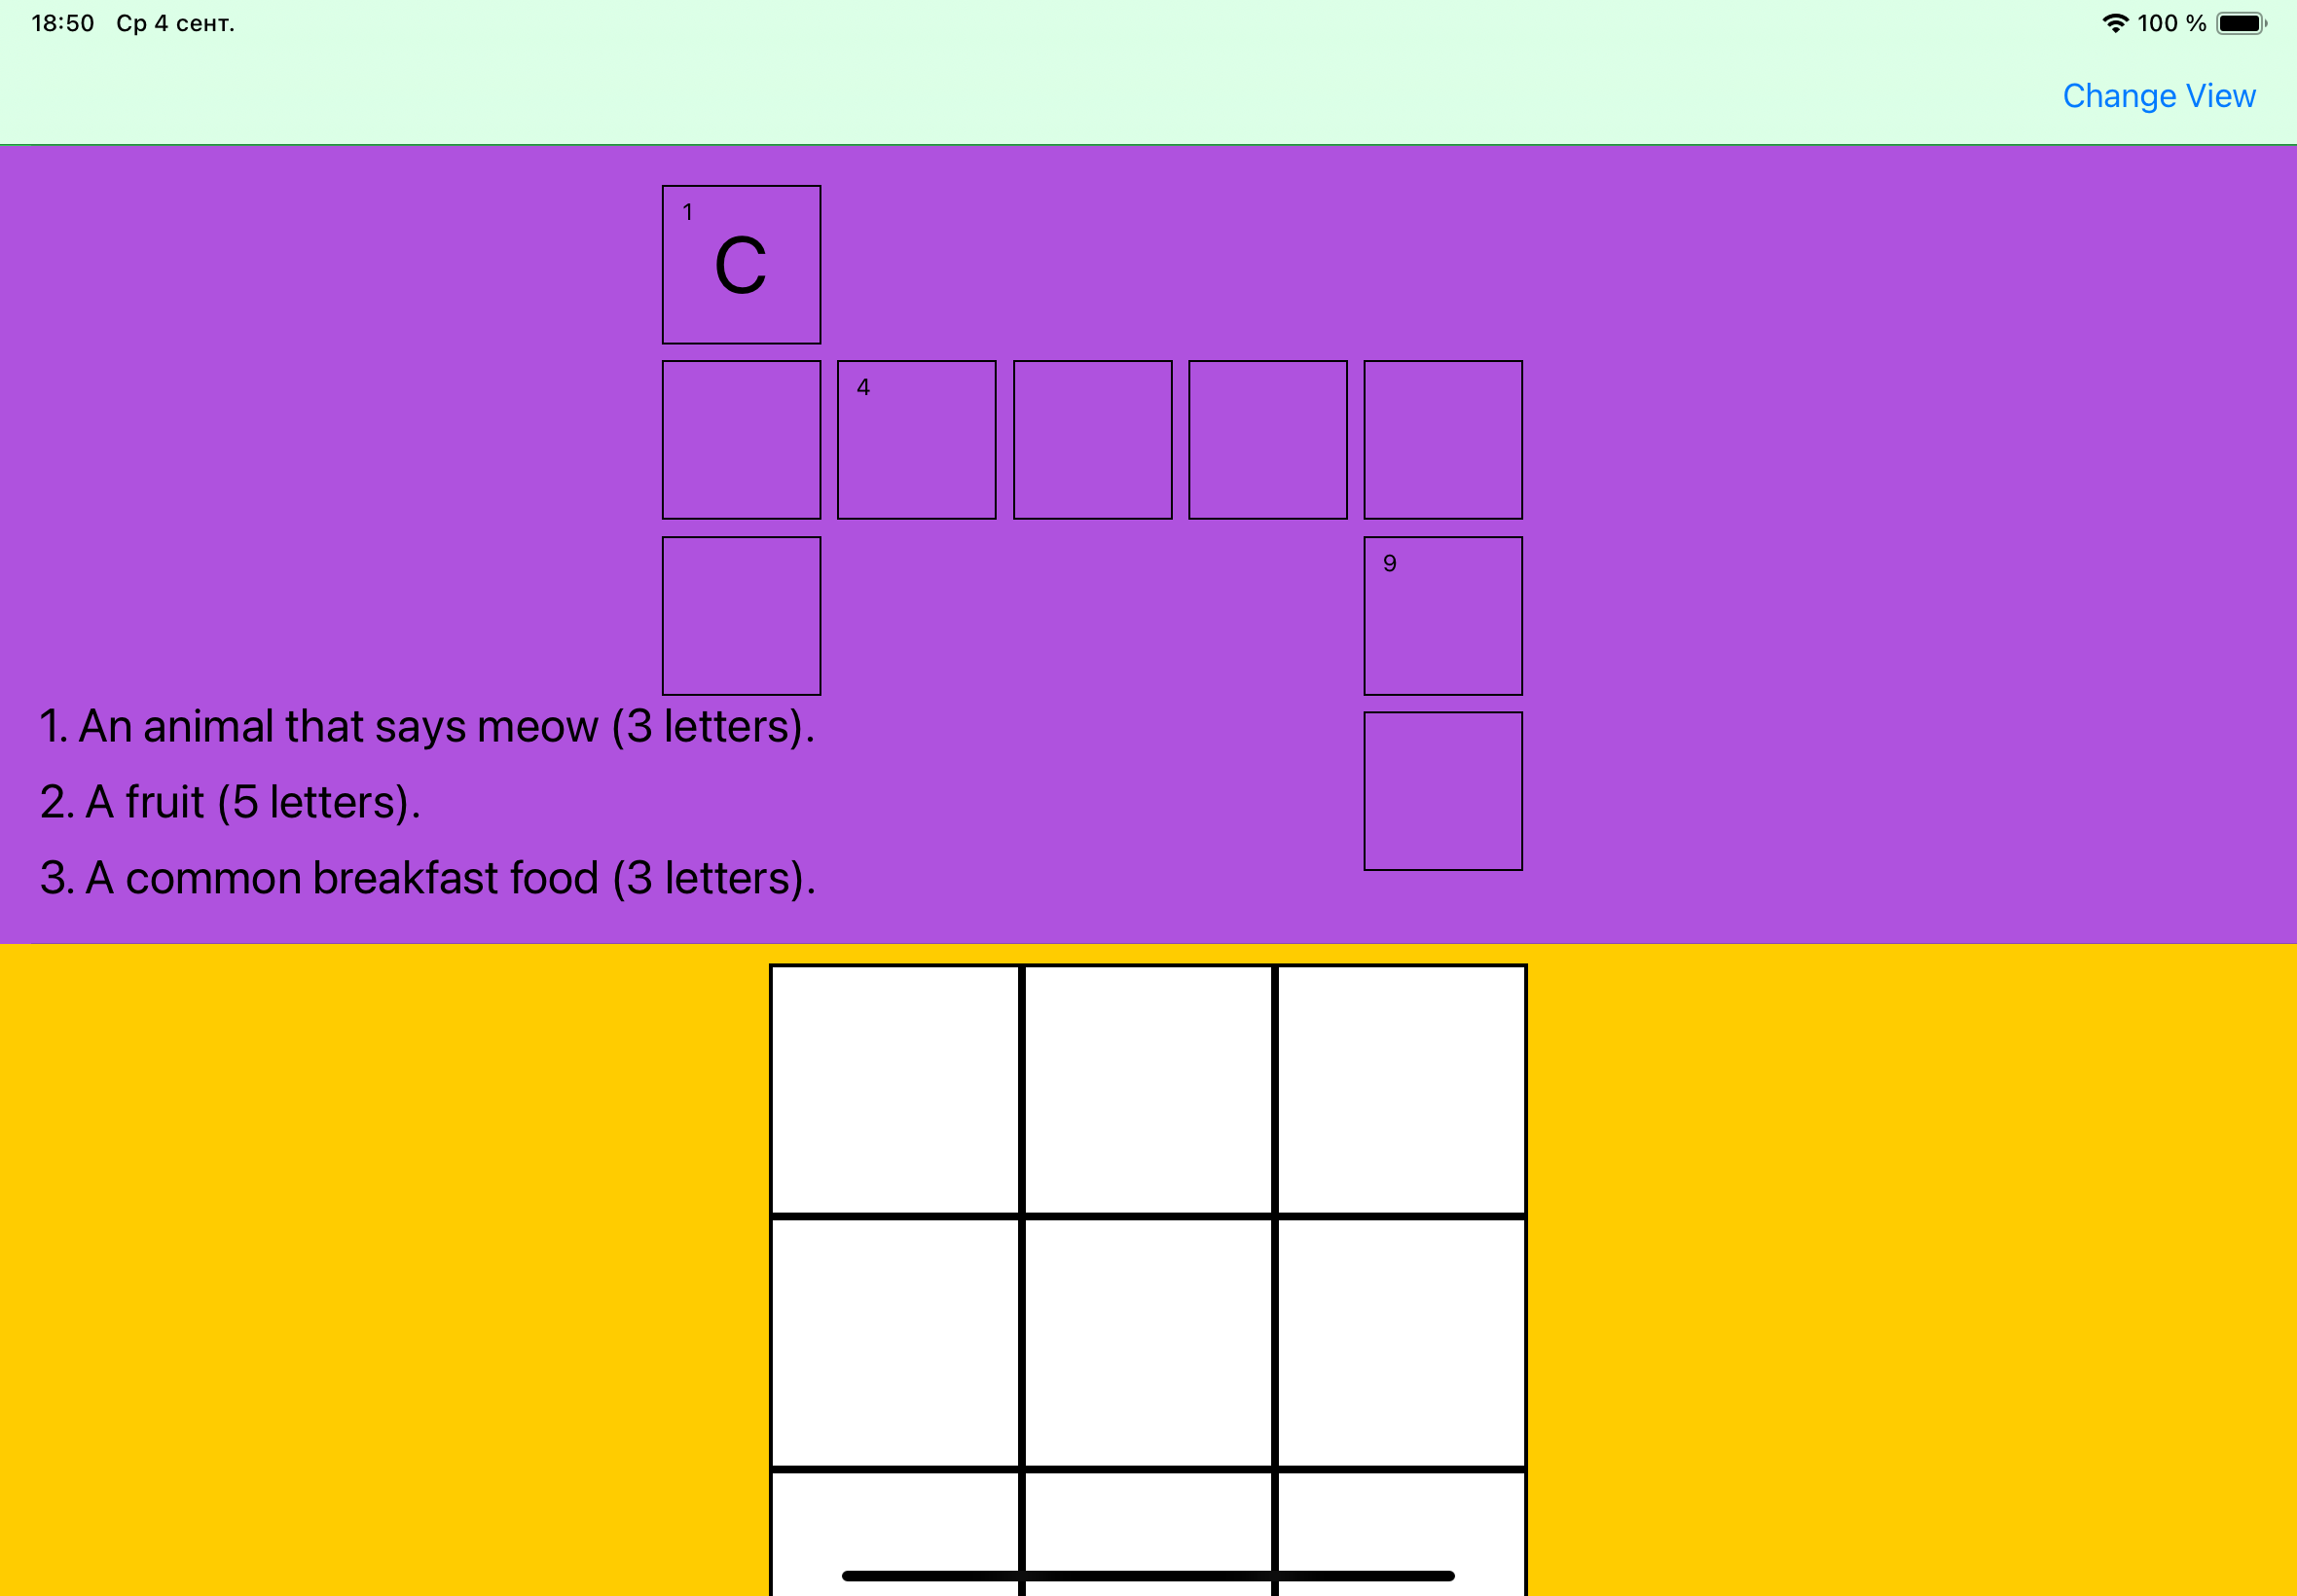 18:50 Ср 4 сент.
100 %
Change View
1
C
4
9
1. An animal that says meow (3 letters).
2. A fruit (5 letters).
3. A common breakfast food (3 letters).